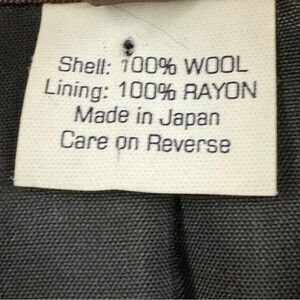 Shell: 100% WOOL
Lining: 100% RAYON
Made in Japan
Care on Reverse